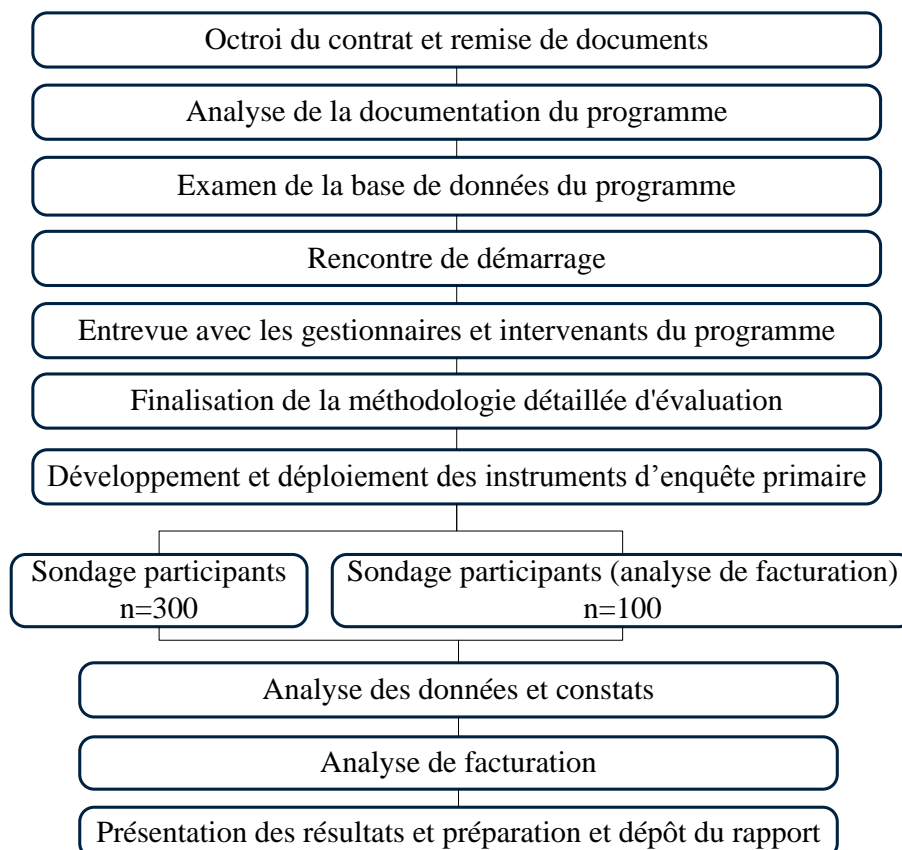 Octroi du contrat et remise de documents
Analyse de la documentation du programme
Examen de la base de données du programme
Rencontre de démarrage
Entrevue avec les gestionnaires et intervenants du programme
Finalisation de la méthodologie détaillée d'évaluation
Développement et déploiement des instruments d’enquête primaire
Sondage participants
n=300
Sondage participants (analyse de facturation)
n=100
Analyse des données et constats
Analyse de facturation
Présentation des résultats et préparation et dépôt du rapport